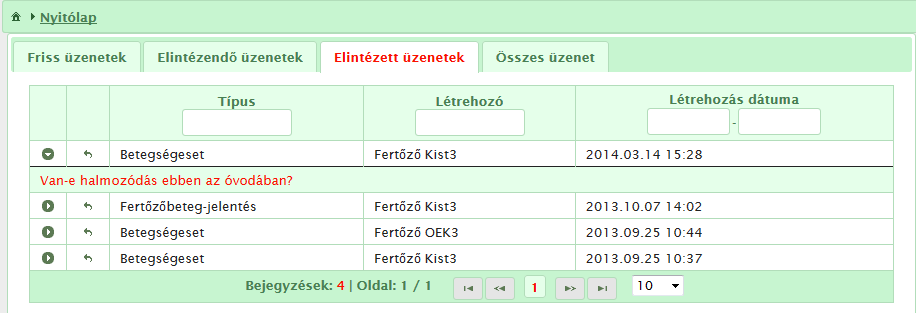 Nyitólap
Friss üzenetek Elintézendő üzenetek Elintézett üzenetek Összes üzenet
Típus Létrehozó Létrehozás dátuma
-
Betegségeset Fertőző Kist3 2014.03.14 15:28
Van-e halmozódás ebben az óvodában?
Fertőzőbeteg-jelentés Fertőző Kist3 2013.10.07 14:02
Betegségeset Fertőző OEK3 2013.09.25 10:44
Betegségeset Fertőző Kist3 2013.09.25 10:37
Bejegyzések: 4 | Oldal: 1 / 1 1 10